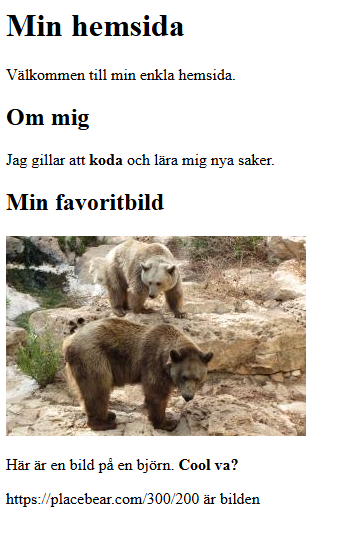 Min hemsida
Välkommen till min enkla hemsida.
Om mig
Jag gillar att koda och lära mig nya saker.
Min favoritbild
Här är en bild på en björn. Cool va?
https://placebear.com/300/200 är bilden